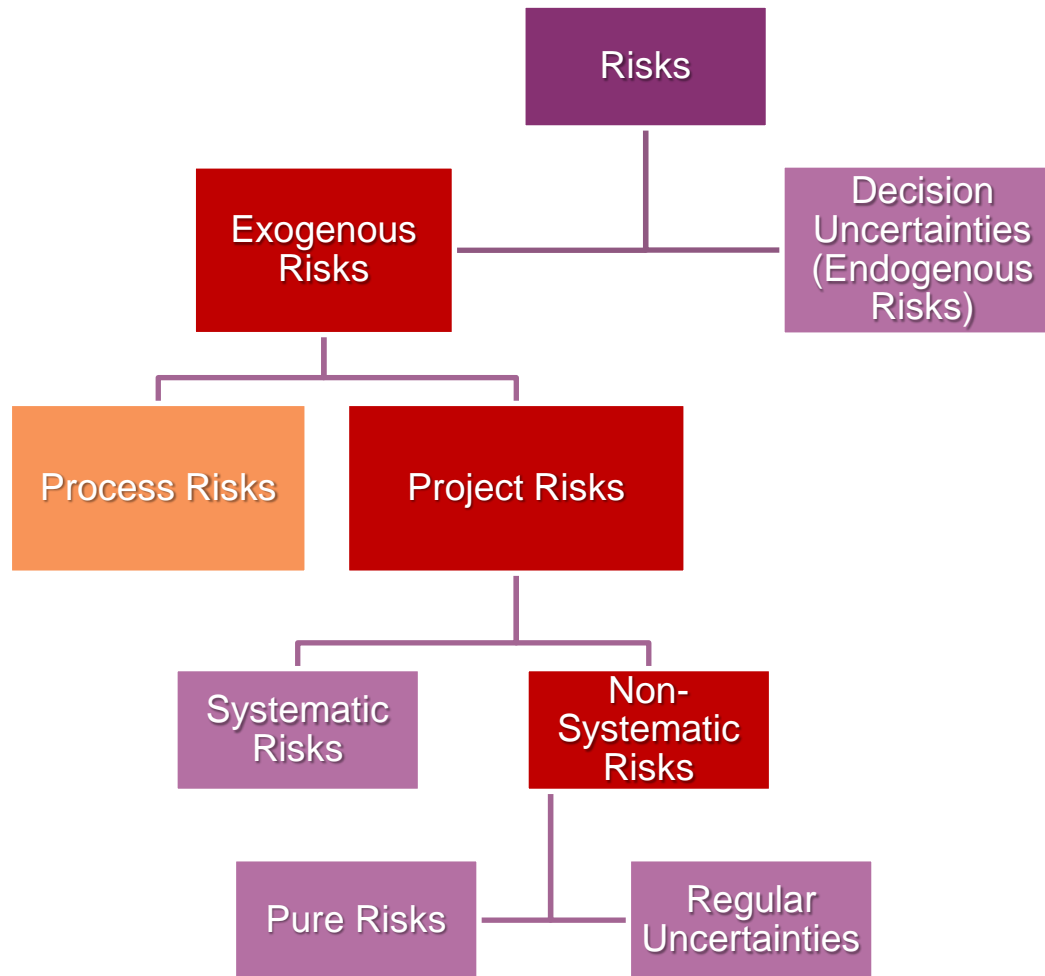 Risks
Exogenous
Risks
Decision
Uncertainties
(Endogenous
Risks)
Process Risks
Project Risks
Systematic
Risks
Non-
Systematic
Risks
Pure Risks
Regular
Uncertainties